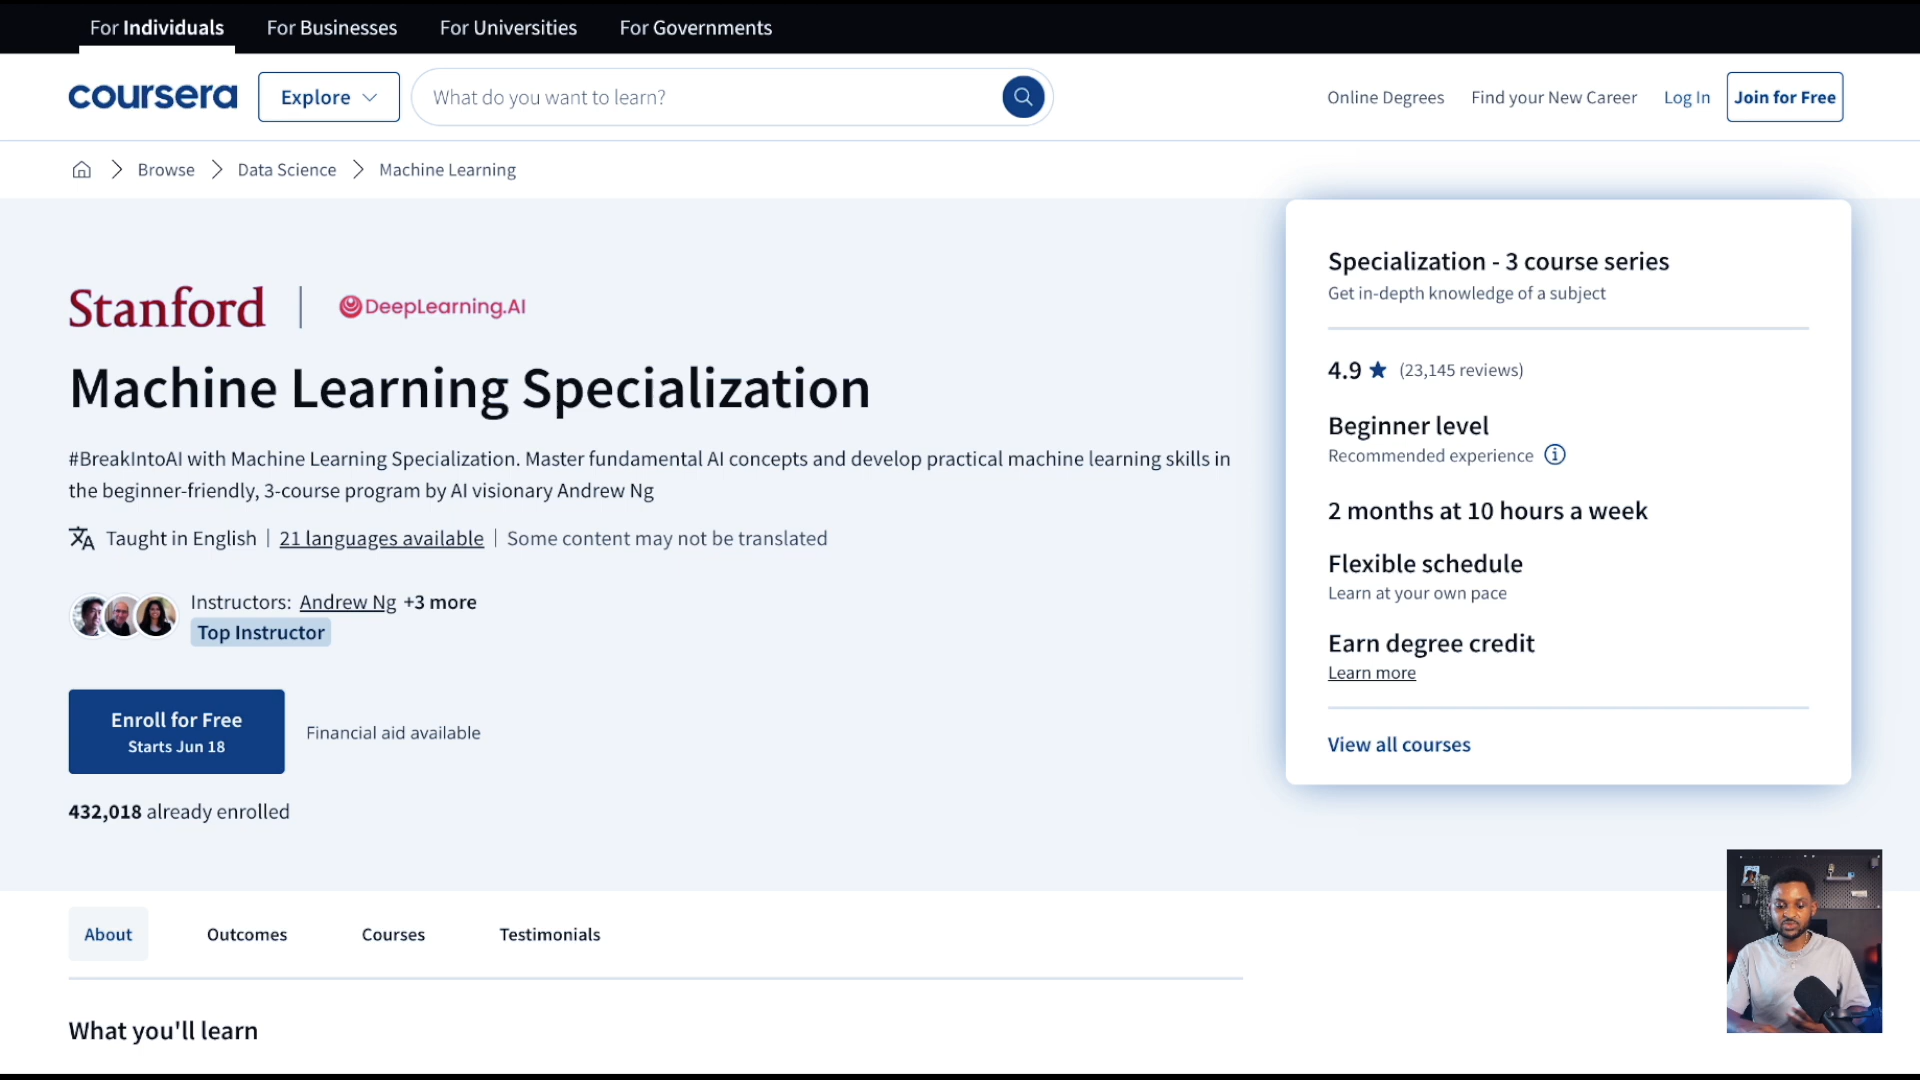 For Individuals For Businesses For Universities For Governments
coursera Explore What do you want to learn? Online Degrees Find your New Career Log In Join for Free
Browse Data Science Machine Learning
Stanford | DeepLearning.AI
Machine Learning Specialization
#BreakIntoAI with Machine Learning Specialization. Master fundamental AI concepts and develop practical machine learning skills in
the beginner-friendly, 3-course program by AI visionary Andrew Ng
Taught in English | 21 languages available | Some content may not be translated
Instructors: Andrew Ng +3 more
Top Instructor
Enroll for Free
Starts Jun 18
Financial aid available
432,018 already enrolled
Specialization - 3 course series
Get in-depth knowledge of a subject
4.9 ★ (23,145 reviews)
Beginner level
Recommended experience
2 months at 10 hours a week
Flexible schedule
Learn at your own pace
Earn degree credit
Learn more
View all courses
About Outcomes Courses Testimonials
What you'll learn